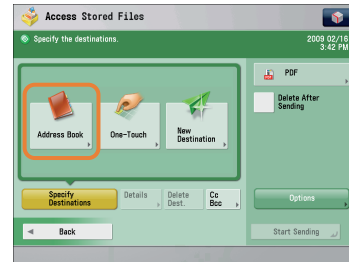 Access Stored Files
Specify the destinations.
2009 02/16
3:42 PM
PDF
Delete After
Sending
Address Book
One-Touch
New
Destination
Specify
Destinations
Details
Delete
Dest.
Cc
Bcc
Options
Back
Start Sending